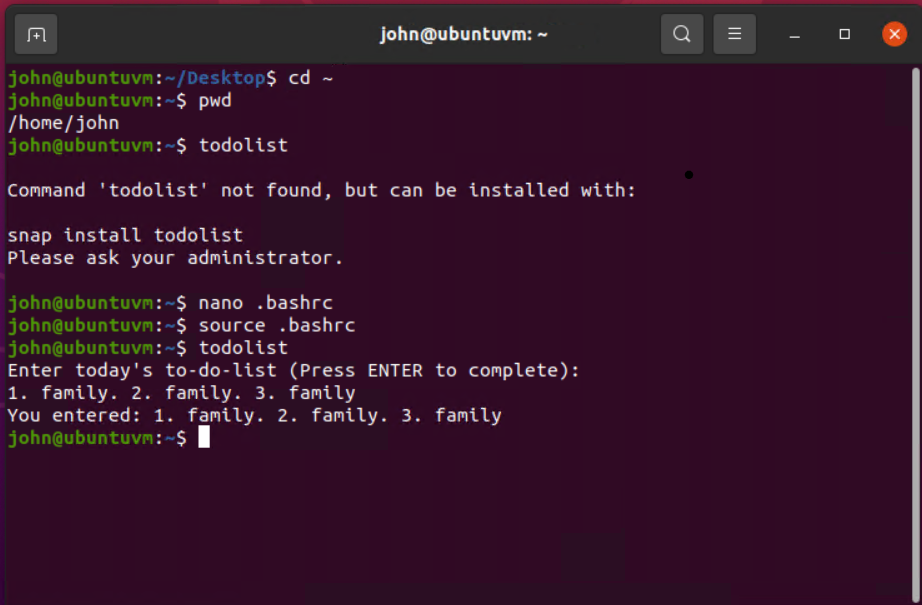 john@ubuntuvm: ~
john@ubuntuvm:~/Desktop$ cd ~
john@ubuntuvm:~$ pwd
/home/john
john@ubuntuvm:~$ todolist
Command 'todolist' not found, but can be installed with:
snap install todolist
Please ask your administrator.
john@ubuntuvm:~$ nano .bashrc
john@ubuntuvm:~$ source .bashrc
john@ubuntuvm:~$ todolist
Enter today's to-do-list (Press ENTER to complete):
1. family. 2. family. 3. family
You entered: 1. family. 2. family. 3. family
john@ubuntuvm:~$